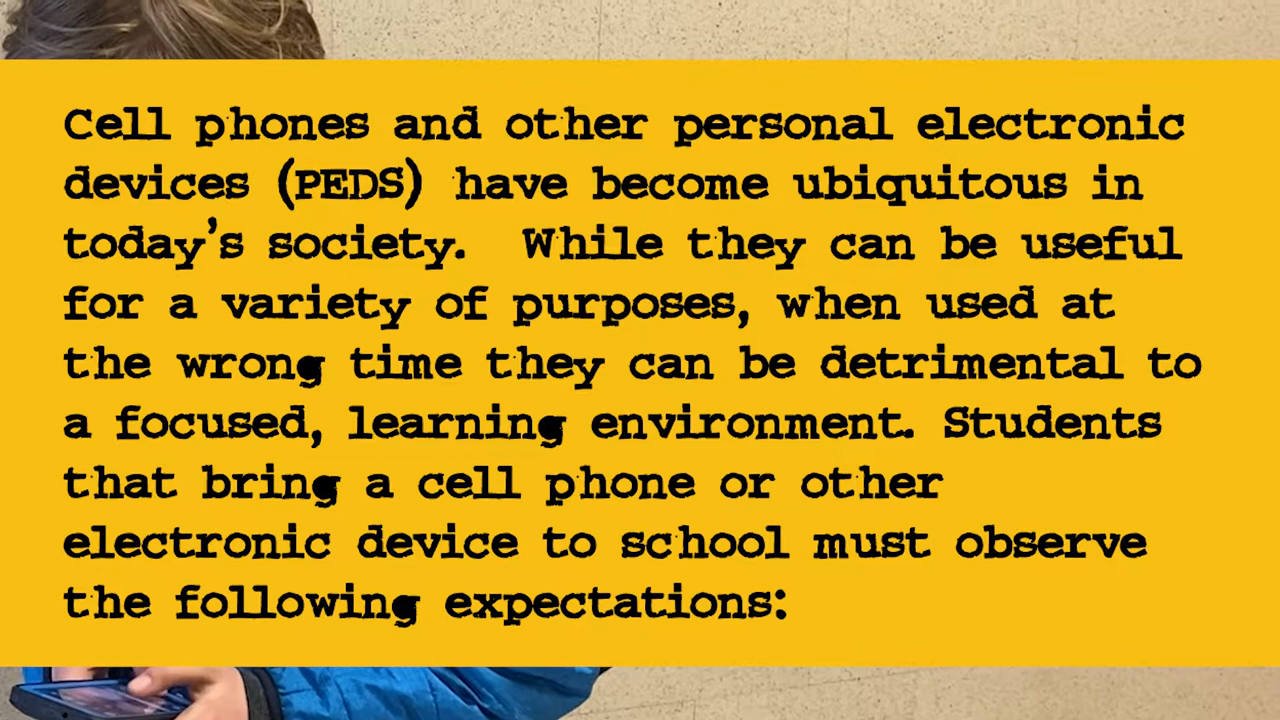 Cell phones and other personal electronic
devices (PEDS) have become ubiquitous in
today's society.  While they can be useful
for a variety of purposes, when used at
the wrong time they can be detrimental to
a focused, learning environment. Students
that bring a cell phone or other
electronic device to school must observe
the following expectations: